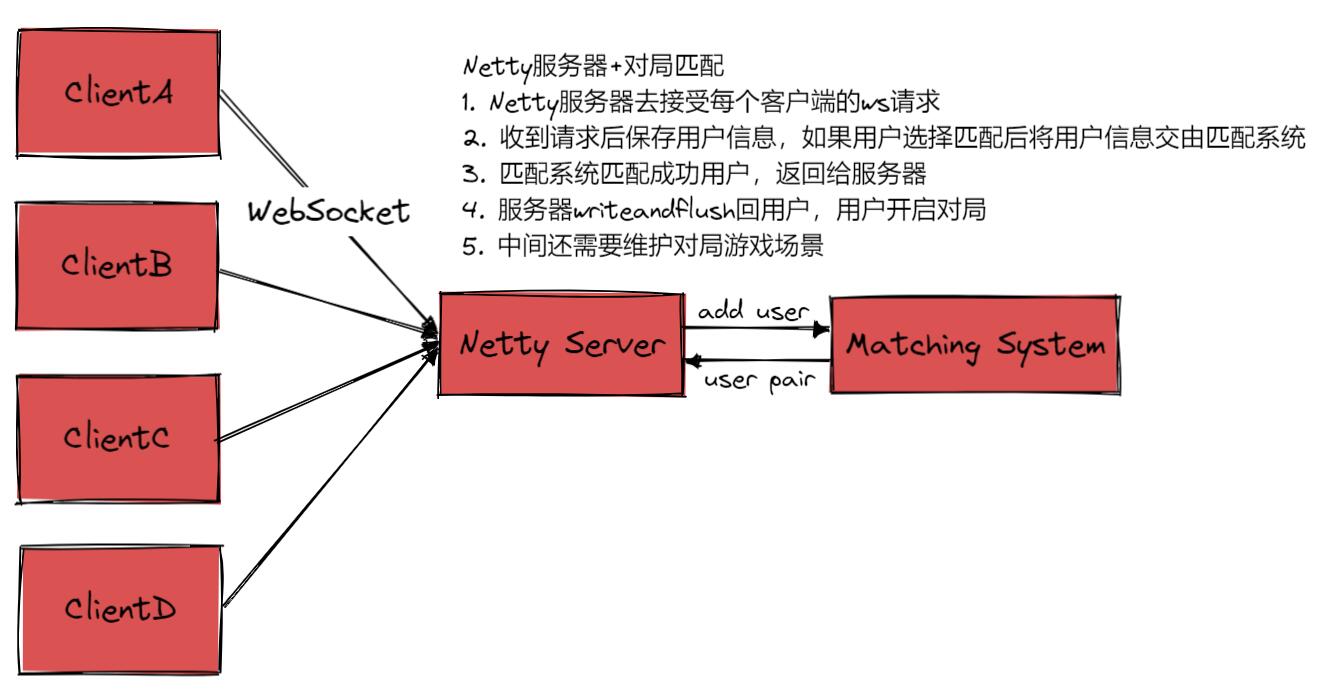 ClientA
Netty服务器+对局匹配
1. Netty服务器去接受每个客户端的ws请求
2. 收到请求后保存用户信息，如果用户选择匹配后将用户信息交由匹配系统
3. 匹配系统匹配成功用户，返回给服务器
4. 服务器writeandflush回用户，用户开启对局
5. 中间还需要维护对局游戏场景
WebSocket
ClientB
add user
Netty Server
Matching System
user pair
ClientC
ClientD